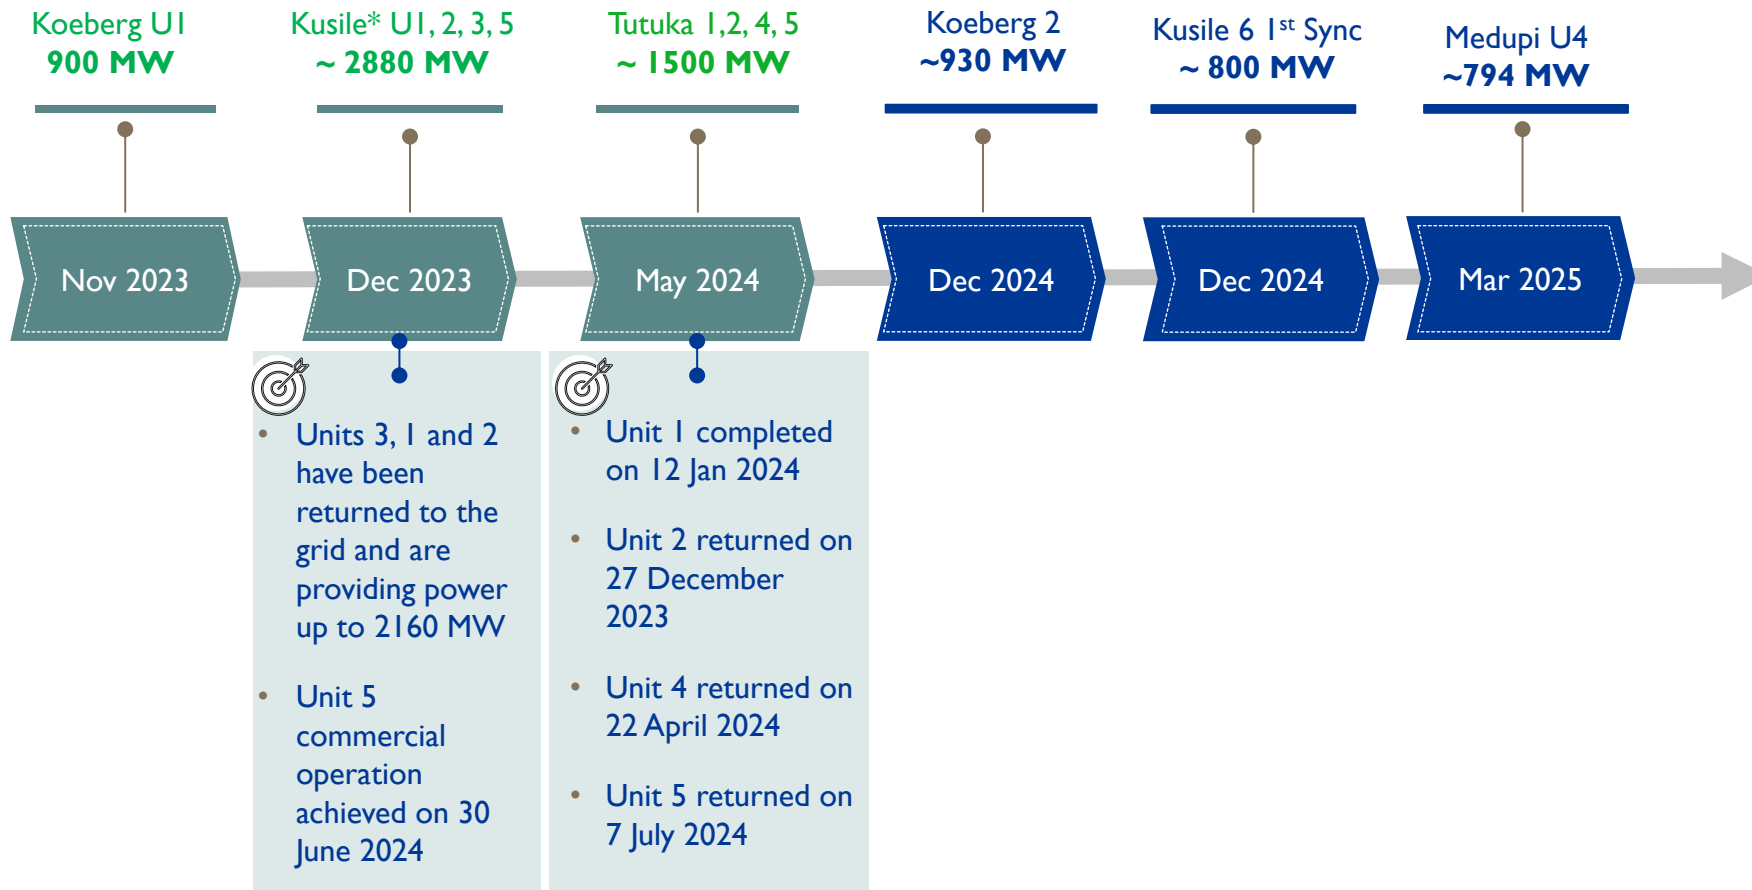 Koeberg U1
900 MW
Kusile* U1, 2, 3, 5
~ 2880 MW
Tutuka 1,2, 4, 5
~ 1500 MW
Koeberg 2
~930 MW
Kusile 6 1st Sync
~ 800 MW
Medupi U4
~794 MW
Nov 2023
Dec 2023
May 2024
Dec 2024
Dec 2024
Mar 2025
• Units 3, 1 and 2
have been
returned to the
grid and are
providing power
up to 2160 MW
• Unit 5
commercial
operation
achieved on 30
June 2024
• Unit 1 completed
on 12 Jan 2024
• Unit 2 returned on
27 December
2023
• Unit 4 returned on
22 April 2024
• Unit 5 returned on
7 July 2024